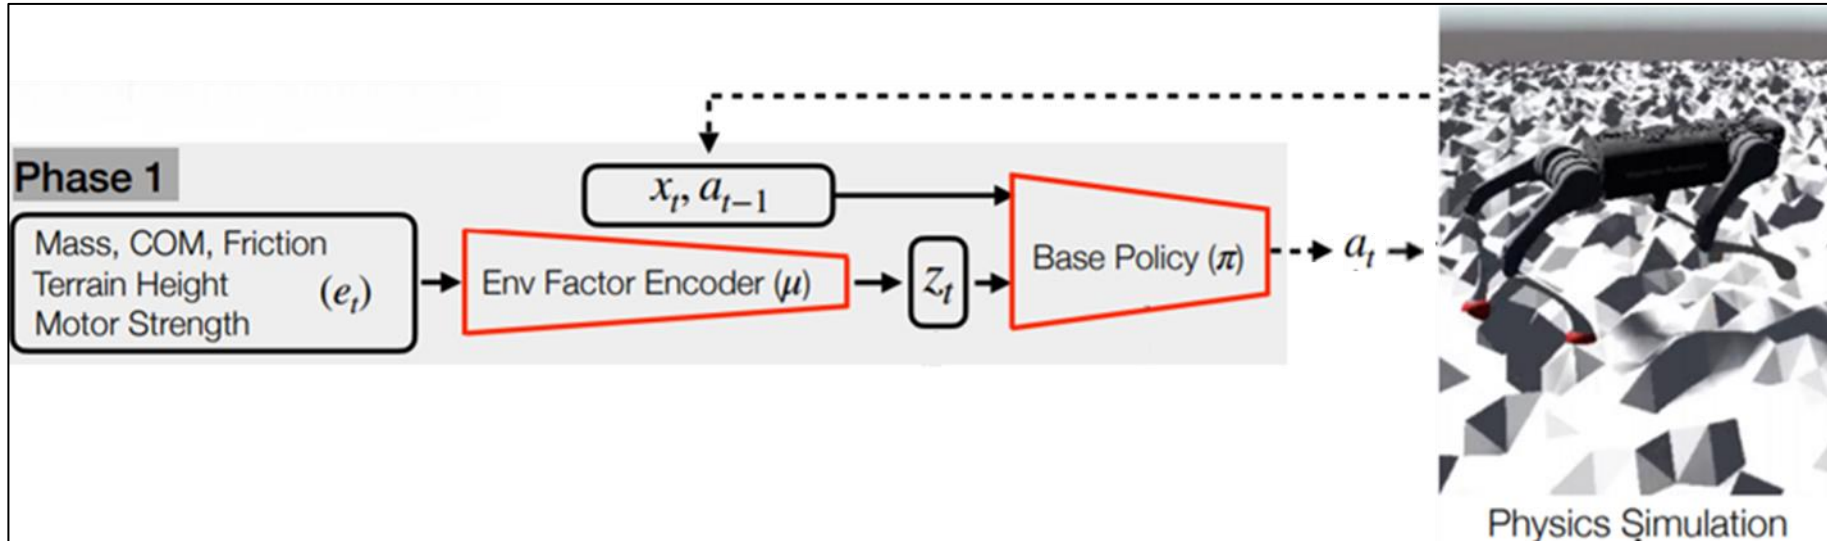 Phase 1
x_t, a_{t-1}
Mass, COM, Friction
Terrain Height
(e_t)
Motor Strength
Env Factor Encoder (μ)
z_t
Base Policy (π)
a_t
Physics Simulation